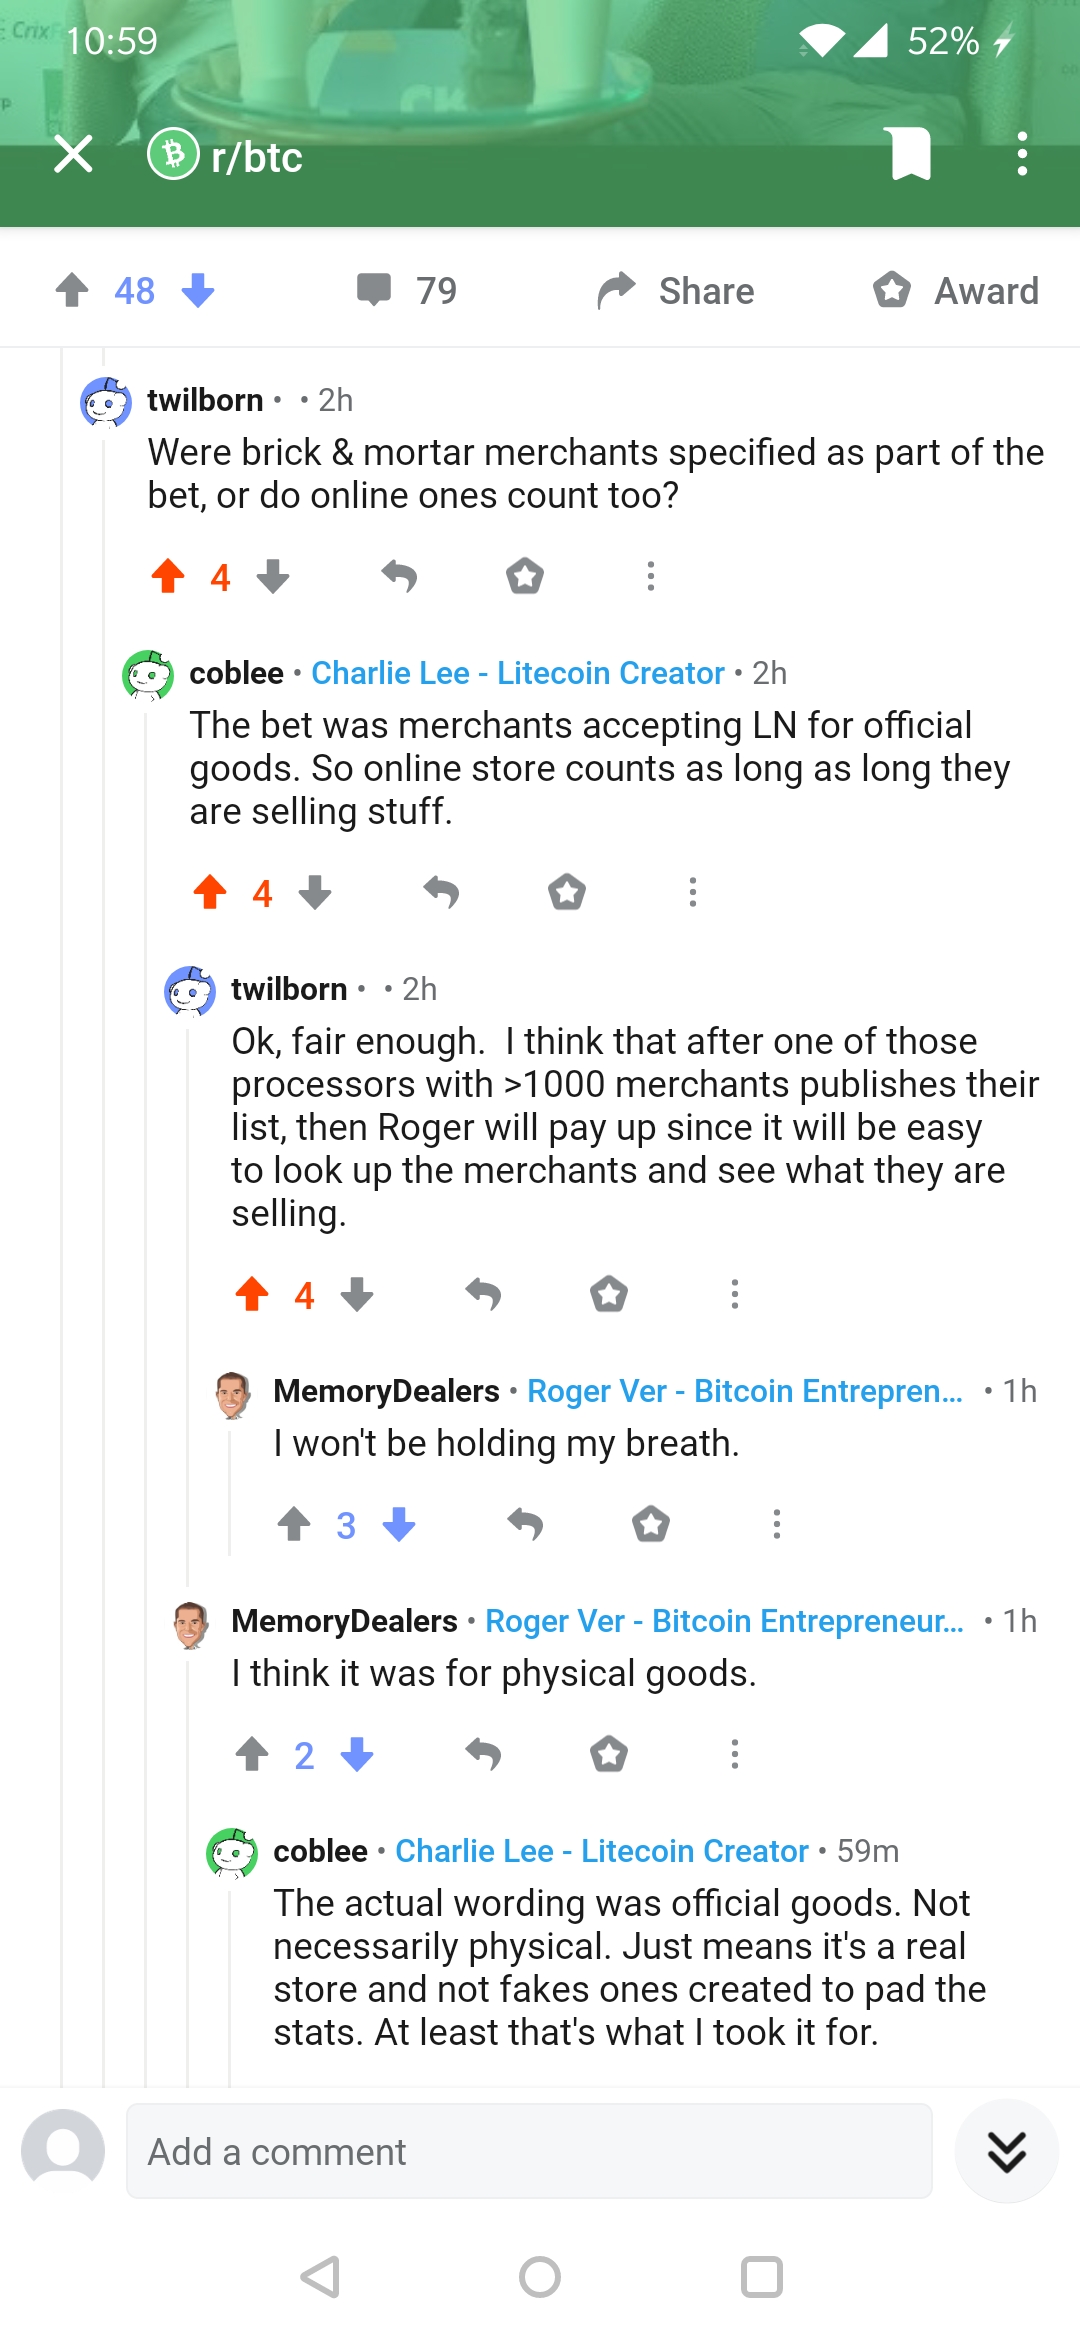 10:59
52%
r/btc
48
79
Share
Award
twilborn • • 2h
Were brick & mortar merchants specified as part of the
bet, or do online ones count too?
4
coblee • Charlie Lee - Litecoin Creator • 2h
The bet was merchants accepting LN for official
goods. So online store counts as long as long they
are selling stuff.
4
twilborn • • 2h
Ok, fair enough.  I think that after one of those
processors with >1000 merchants publishes their
list, then Roger will pay up since it will be easy
to look up the merchants and see what they are
selling.
4
MemoryDealers • Roger Ver - Bitcoin Entrepren... • 1h
I won't be holding my breath.
3
MemoryDealers • Roger Ver - Bitcoin Entrepreneur... • 1h
I think it was for physical goods.
2
coblee • Charlie Lee - Litecoin Creator • 59m
The actual wording was official goods. Not
necessarily physical. Just means it's a real
store and not fakes ones created to pad the
stats. At least that's what I took it for.
Add a comment